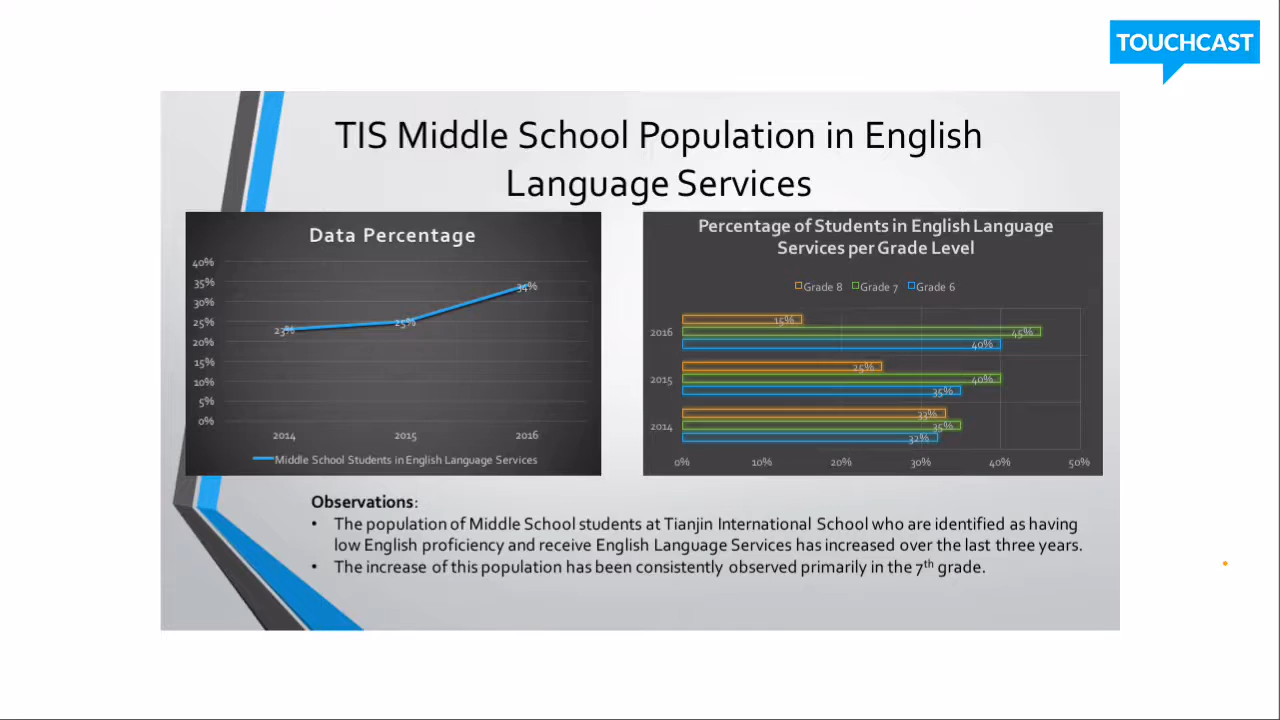 TOUCHCAST
TIS Middle School Population in English
Language Services
Data Percentage
40%
35%
30%
25%
20%
15%
10%
5%
0%
23%
25%
34%
2014 2015 2016
Middle School Students in English Language Services
Percentage of Students in English Language
Services per Grade Level
Grade 8 Grade 7 Grade 6
2016
15%
45%
40%
2015
25%
40%
35%
2014
33%
35%
32%
0% 10% 20% 30% 40% 50%
Observations:
• The population of Middle School students at Tianjin International School who are identified as having
low English proficiency and receive English Language Services has increased over the last three years.
• The increase of this population has been consistently observed primarily in the 7th grade.